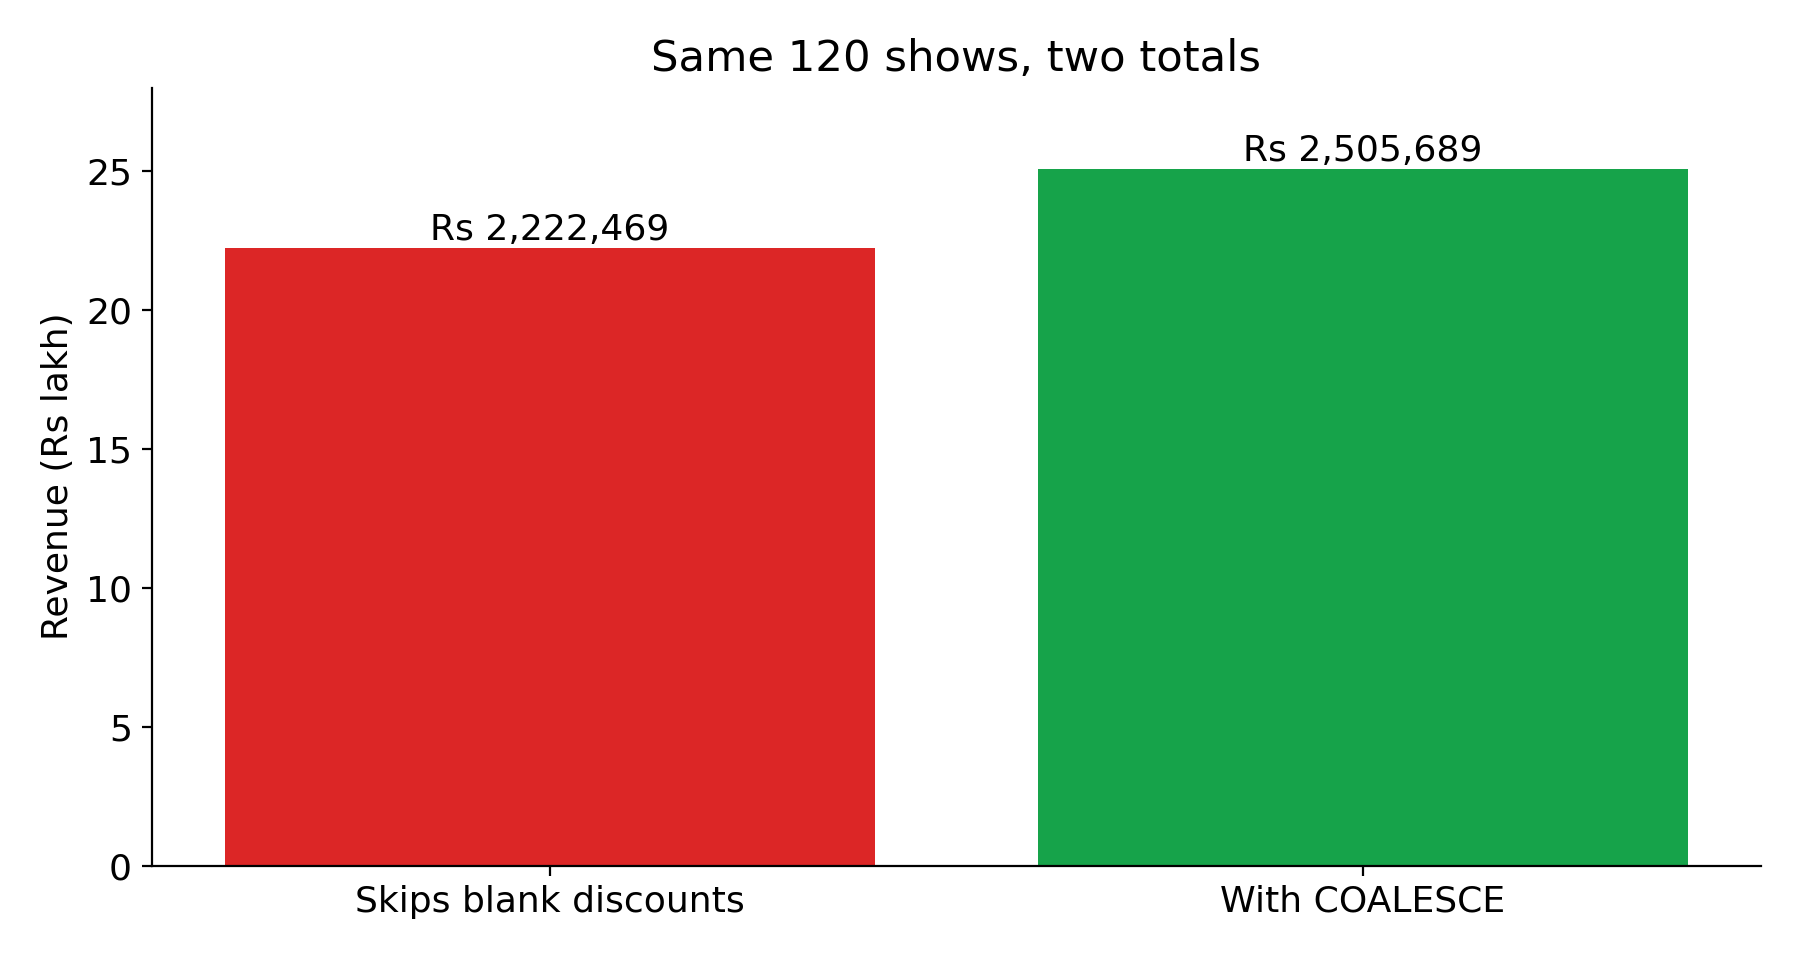 Same 120 shows, two totals
Revenue (Rs lakh)
25
20
15
10
5
0
Rs 2,222,469
Rs 2,505,689
Skips blank discounts
With COALESCE